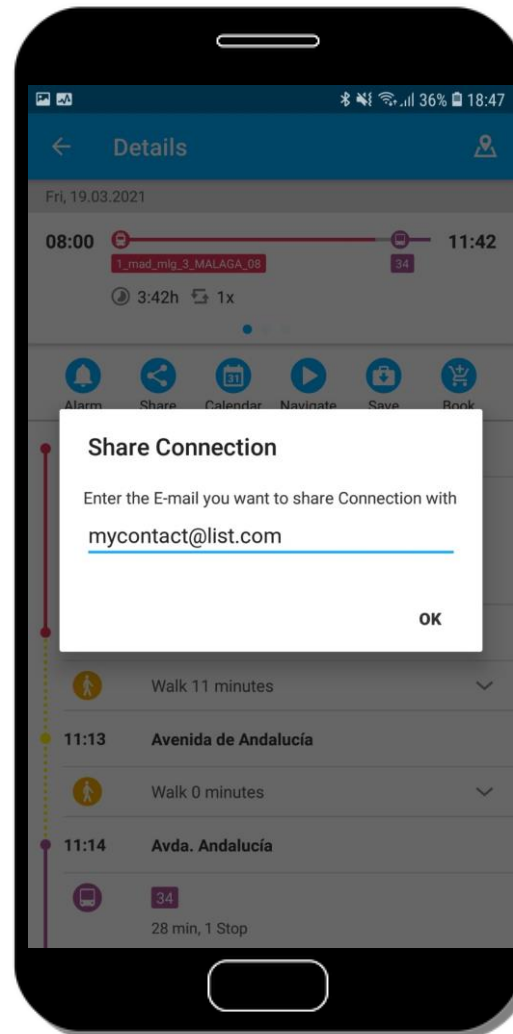 36% 18:47
Details
Fri, 19.03.2021
08:00 11:42
1_mad_mlg_3_MALAGA_08 34
3:42h 1x
31
Alarm Share Calendar Navigate Save Book
Share Connection
Enter the E-mail you want to share Connection with
mycontact@list.com
OK
Walk 11 minutes
11:13 Avenida de Andalucía
Walk 0 minutes
11:14 Avda. Andalucía
34
28 min, 1 Stop